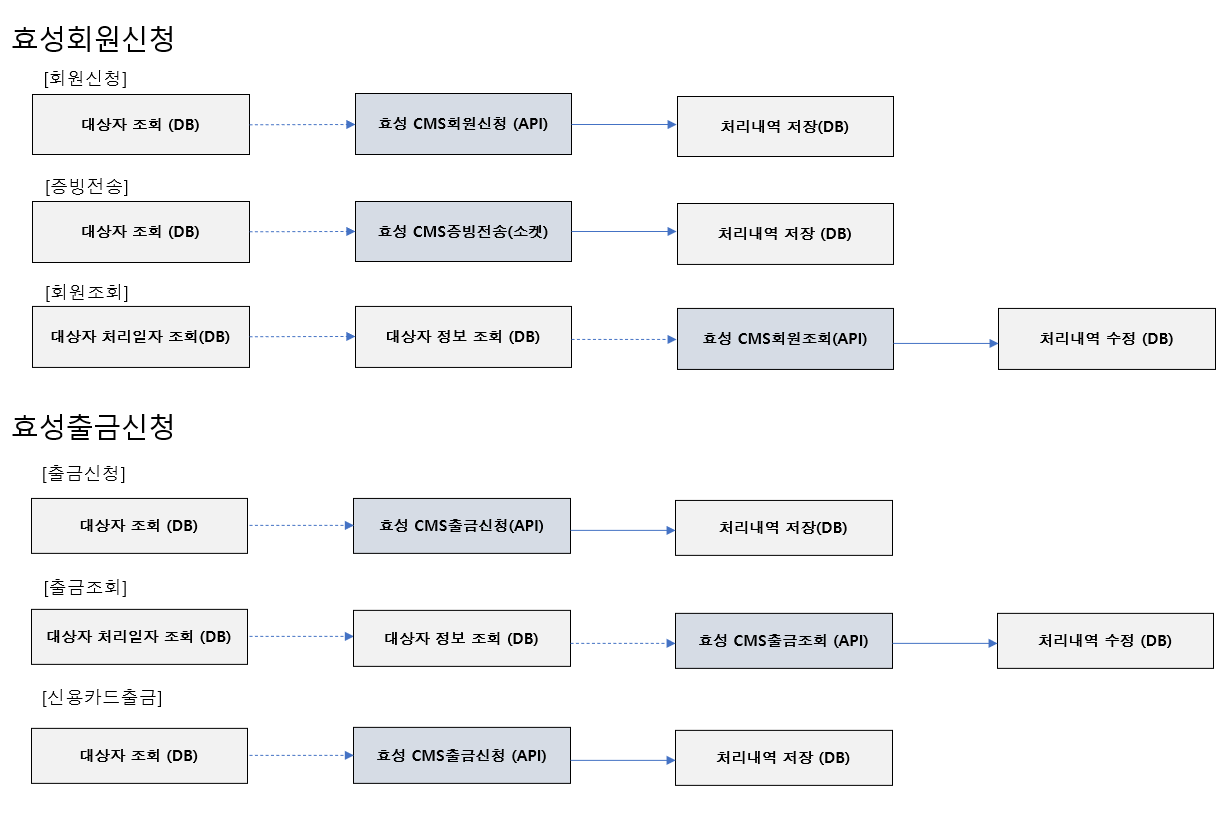 효성회원신청
[회원신청]
대상자 조회 (DB)
효성 CMS회원신청 (API)
처리내역 저장(DB)
[증빙전송]
대상자 조회 (DB)
효성 CMS증빙전송(소켓)
처리내역 저장 (DB)
[회원조회]
대상자 처리일자 조회(DB)
대상자 정보 조회 (DB)
효성 CMS회원조회(API)
처리내역 수정 (DB)
효성출금신청
[출금신청]
대상자 조회 (DB)
효성 CMS출금신청(API)
처리내역 저장(DB)
[출금조회]
대상자 처리일자 조회 (DB)
대상자 정보 조회 (DB)
효성 CMS출금조회 (API)
처리내역 수정 (DB)
[신용카드출금]
대상자 조회 (DB)
효성 CMS출금신청 (API)
처리내역 저장 (DB)